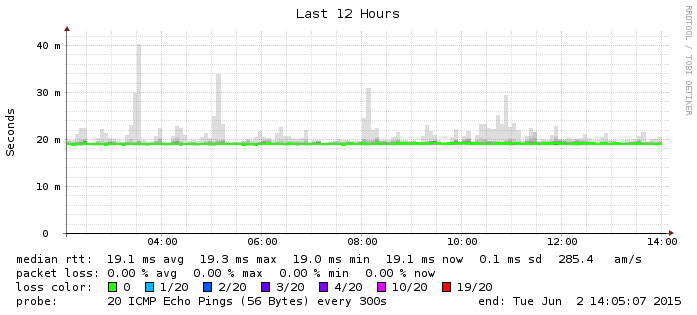 Last 12 Hours
RRDTOOL / TOBI OETIKER
Seconds
40 m
30 m
20 m
10 m
0
04:00 06:00 08:00 10:00 12:00 14:00
median rtt: 19.1 ms avg 19.3 ms max 19.0 ms min 19.1 ms now 0.1 ms sd 285.4 am/s
packet loss: 0.00 % avg 0.00 % max 0.00 % min 0.00 % now
loss color: 0 1/20 2/20 3/20 4/20 10/20 19/20
probe: 20 ICMP Echo Pings (56 Bytes) every 300s end: Tue Jun 2 14:05:07 2015